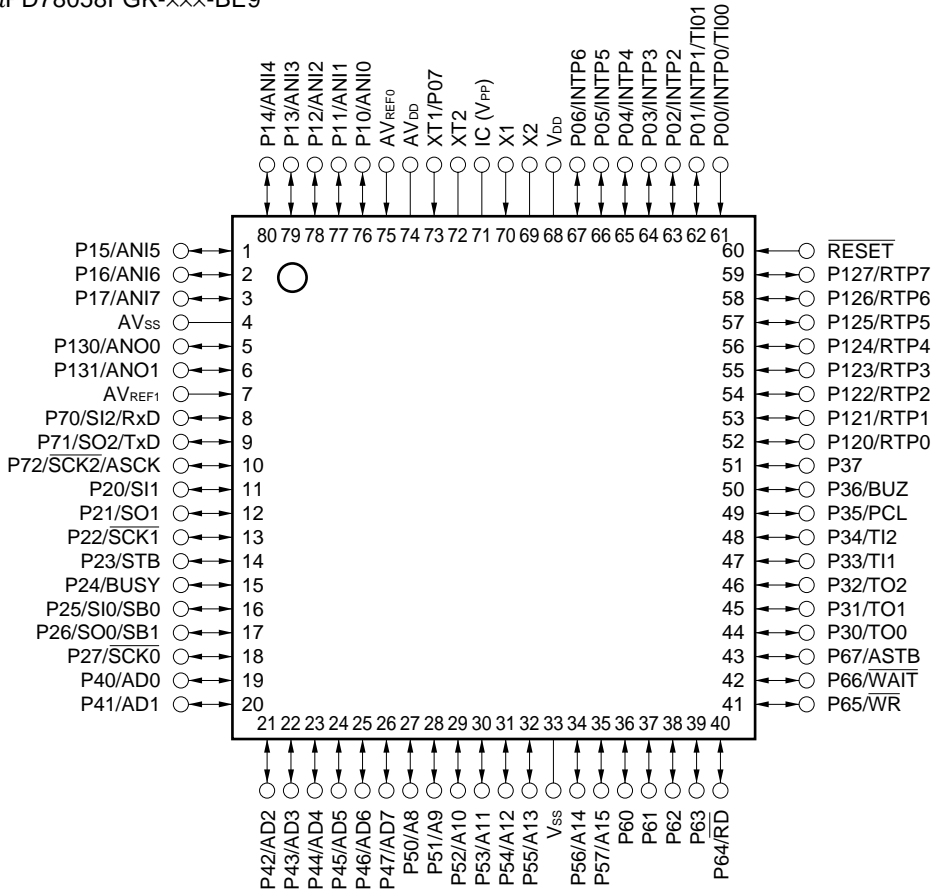 PD78058FGK-×××-BE9
P14/ANI4
P13/ANI3
P12/ANI2
P11/ANI1
P10/ANI0
AVREF0
AVDD
XT1/P07
XT2
IC (VPP)
X1
X2
VDD
P06/INTP6
P05/INTP5
P04/INTP4
P03/INTP3
P02/INTP2
P01/INTP1/TI01
P00/INTP0/TI00
80 79 78 77 76 75 74 73 72 71 70 69 68 67 66 65 64 63 62 61
P15/ANI5 1
P16/ANI6 2
P17/ANI7 3
AVSS 4
P130/ANO0 5
P131/ANO1 6
AVREF1 7
P70/SI2/RxD 8
P71/SO2/TxD 9
P72/SCK2/ASCK 10
P20/SI1 11
P21/SO1 12
P22/SCK1 13
P23/STB 14
P24/BUSY 15
P25/SI0/SB0 16
P26/SO0/SB1 17
P27/SCK0 18
P40/AD0 19
P41/AD1 20
60 RESET
59 P127/RTP7
58 P126/RTP6
57 P125/RTP5
56 P124/RTP4
55 P123/RTP3
54 P122/RTP2
53 P121/RTP1
52 P120/RTP0
51 P37
50 P36/BUZ
49 P35/PCL
48 P34/TI2
47 P33/TI1
46 P32/TO2
45 P31/TO1
44 P30/TO0
43 P67/ASTB
42 P66/WAIT
41 P65/WR
21 22 23 24 25 26 27 28 29 30 31 32 33 34 35 36 37 38 39 40
P42/AD2
P43/AD3
P44/AD4
P45/AD5
P46/AD6
P47/AD7
P50/A8
P51/A9
P52/A10
P53/A11
P54/A12
P55/A13
VSS
P56/A14
P57/A15
P60
P61
P62
P63
P64/RD